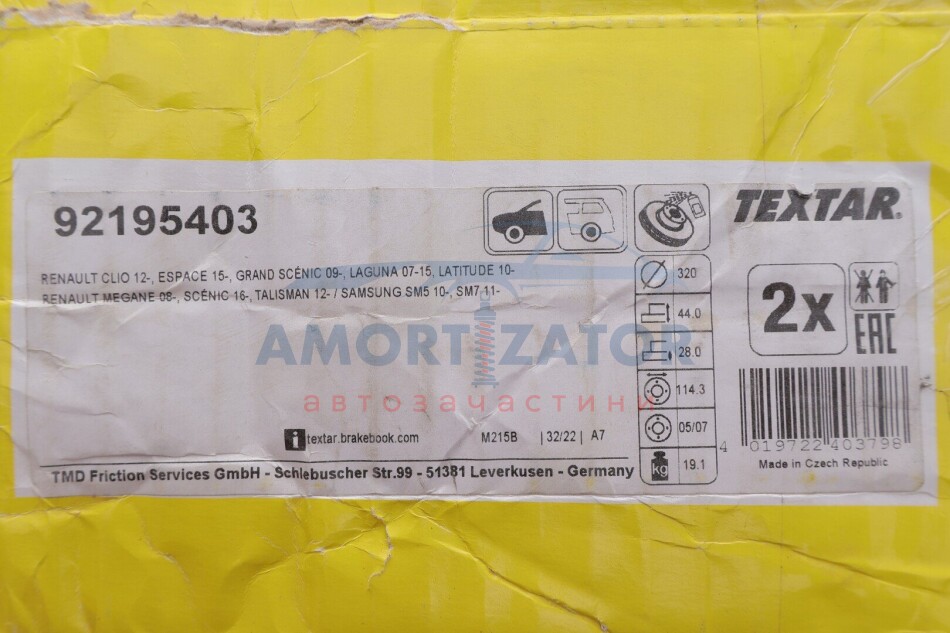 92195403
TEXTAR®
RENAULT CLIO 12-, ESPACE 15-, GRAND SCÉNIC 09-, LAGUNA 07-15, LATITUDE 10-
RENAULT MEGANE 08-, SCÉNIC 16-, TALISMAN 12- / SAMSUNG SM5 10-, SM7 11-
320
44.0
28.0
114.3
05/07
kg 19.1
2x
EAC
AMORTIZATOR
автозачастини
i textar.brakebook.com M215B | 32/22 | A7
4 019722 403798
Made in Czech Republic
TMD Friction Services GmbH - Schlebuscher Str.99 - 51381 Leverkusen - Germany